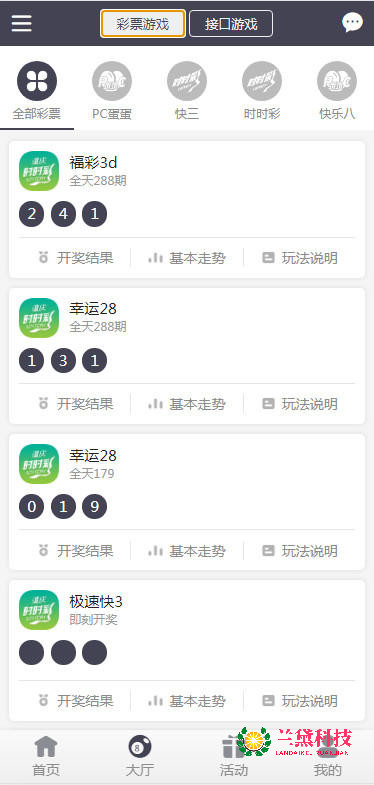 彩票游戏 接口游戏
全部彩票 PC蛋蛋 快三 时时彩 快乐八
福彩3d
全天288期
2 4 1
开奖结果 基本走势 玩法说明
幸运28
全天288期
1 3 1
开奖结果 基本走势 玩法说明
幸运28
全天179
0 1 9
开奖结果 基本走势 玩法说明
极速快3
即刻开奖
开奖结果 基本走势 玩法说明
8
兰黛科技
LANDAIKEJIYUANJIAN
首页 大厅 活动 我的